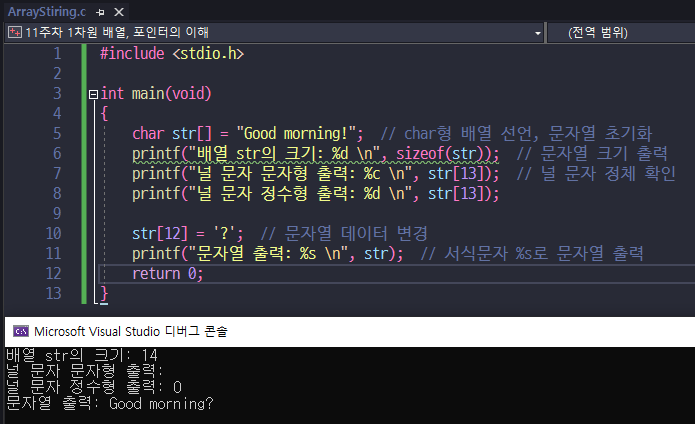 ArrayStiring.c
11주차 1차원 배열, 포인터의 이해 (전역 범위)
1 #include <stdio.h>
2
3 int main(void)
4 {
5 char str[] = "Good morning!"; // char형 배열 선언, 문자열 초기화
6 printf("배열 str의 크기: %d \n", sizeof(str)); // 문자열 크기 출력
7 printf("널 문자 문자형 출력: %c \n", str[13]); // 널 문자 정체 확인
8 printf("널 문자 정수형 출력: %d \n", str[13]);
9
10 str[12] = '?'; // 문자열 데이터 변경
11 printf("문자열 출력: %s \n", str); // 서식문자 %s로 문자열 출력
12 return 0;
13 }
Microsoft Visual Studio 디버그 콘솔
배열 str의 크기: 14
널 문자 문자형 출력:
널 문자 정수형 출력: 0
문자열 출력: Good morning?